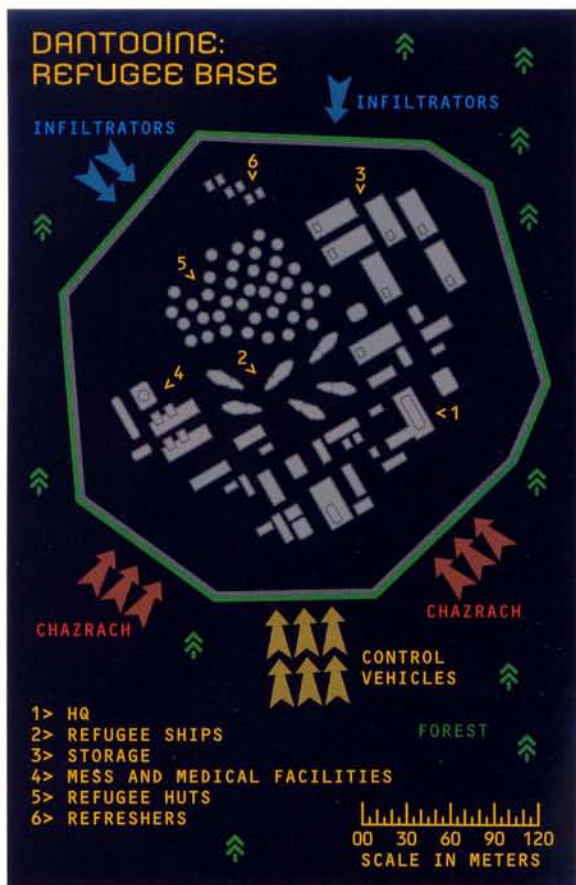 DANTOOINE:
REFUGEE BASE
INFILTRATORS
INFILTRATORS
6
3
5
2
4
<1
CHAZRACH
CHAZRACH
CONTROL
VEHICLES
FOREST
1> HQ
2> REFUGEE SHIPS
3> STORAGE
4> MESS AND MEDICAL FACILITIES
5> REFUGEE HUTS
6> REFRESHERS
00 30 60 90 120
SCALE IN METERS